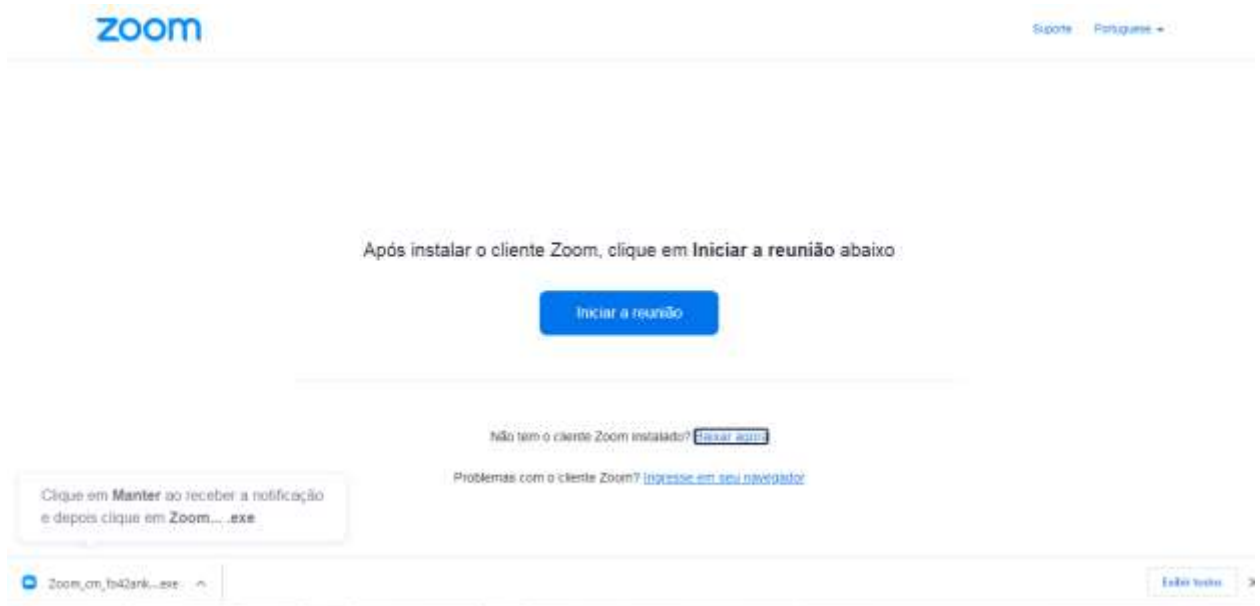 zoom
Suporte Portuguese
Após instalar o cliente Zoom, clique em Iniciar a reunião abaixo
Iniciar a reunião
Não tem o cliente Zoom instalado? Baixar agora
Problemas com o cliente Zoom? Ingresse em seu navegador
Clique em Manter ao receber a notificação
e depois clique em Zoom... .exe
Exibir todos